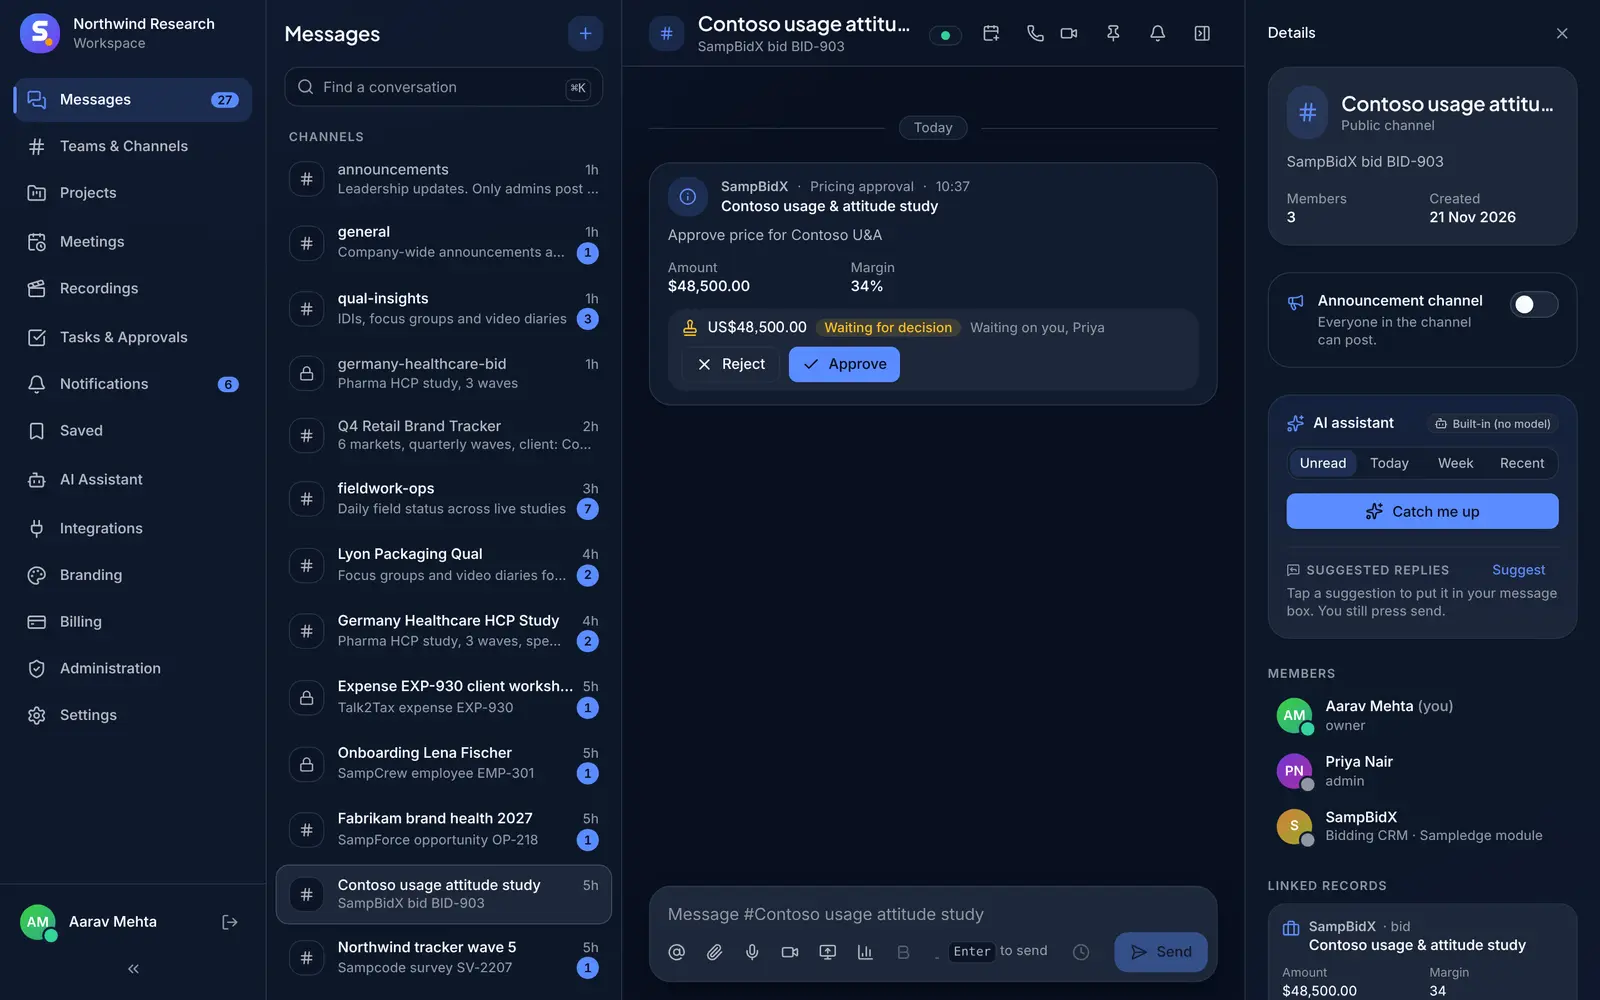 Northwind Research
Workspace
Messages
27
Teams & Channels
Projects
Meetings
Recordings
Tasks & Approvals
Notifications
6
Saved
AI Assistant
Integrations
Branding
Billing
Administration
Settings
AM
Aarav Mehta
Messages
Find a conversation
⌘K
CHANNELS
announcements
1h
Leadership updates. Only admins post ...
general
1h
Company-wide announcements a...
1
qual-insights
1h
IDIs, focus groups and video diaries
3
germany-healthcare-bid
1h
Pharma HCP study, 3 waves
Q4 Retail Brand Tracker
2h
6 markets, quarterly waves, client: Co...
fieldwork-ops
3h
Daily field status across live studies
7
Lyon Packaging Qual
4h
Focus groups and video diaries fo...
2
Germany Healthcare HCP Study
4h
Pharma HCP study, 3 waves, spe...
2
Expense EXP-930 client worksh...
5h
Talk2Tax expense EXP-930
1
Onboarding Lena Fischer
5h
SampCrew employee EMP-301
1
Fabrikam brand health 2027
5h
SampForce opportunity OP-218
1
Contoso usage attitude study
5h
SampBidX bid BID-903
Northwind tracker wave 5
5h
Sampcode survey SV-2207
1
Contoso usage attitu...
SampBidX bid BID-903
Today
SampBidX · Pricing approval · 10:37
Contoso usage & attitude study
Approve price for Contoso U&A
Amount
$48,500.00
Margin
34%
US$48,500.00
Waiting for decision
Waiting on you, Priya
Reject
Approve
Message #Contoso usage attitude study
B
Enter to send
Send
Details
Contoso usage attitu...
Public channel
SampBidX bid BID-903
Members
3
Created
21 Nov 2026
Announcement channel
Everyone in the channel
can post.
AI assistant
Built-in (no model)
Unread
Today
Week
Recent
Catch me up
SUGGESTED REPLIES
Suggest
Tap a suggestion to put it in your message
box. You still press send.
MEMBERS
AM
Aarav Mehta (you)
owner
PN
Priya Nair
admin
S
SampBidX
Bidding CRM · Sampledge module
LINKED RECORDS
SampBidX · bid
Contoso usage & attitude study
Amount
$48,500.00
Margin
34